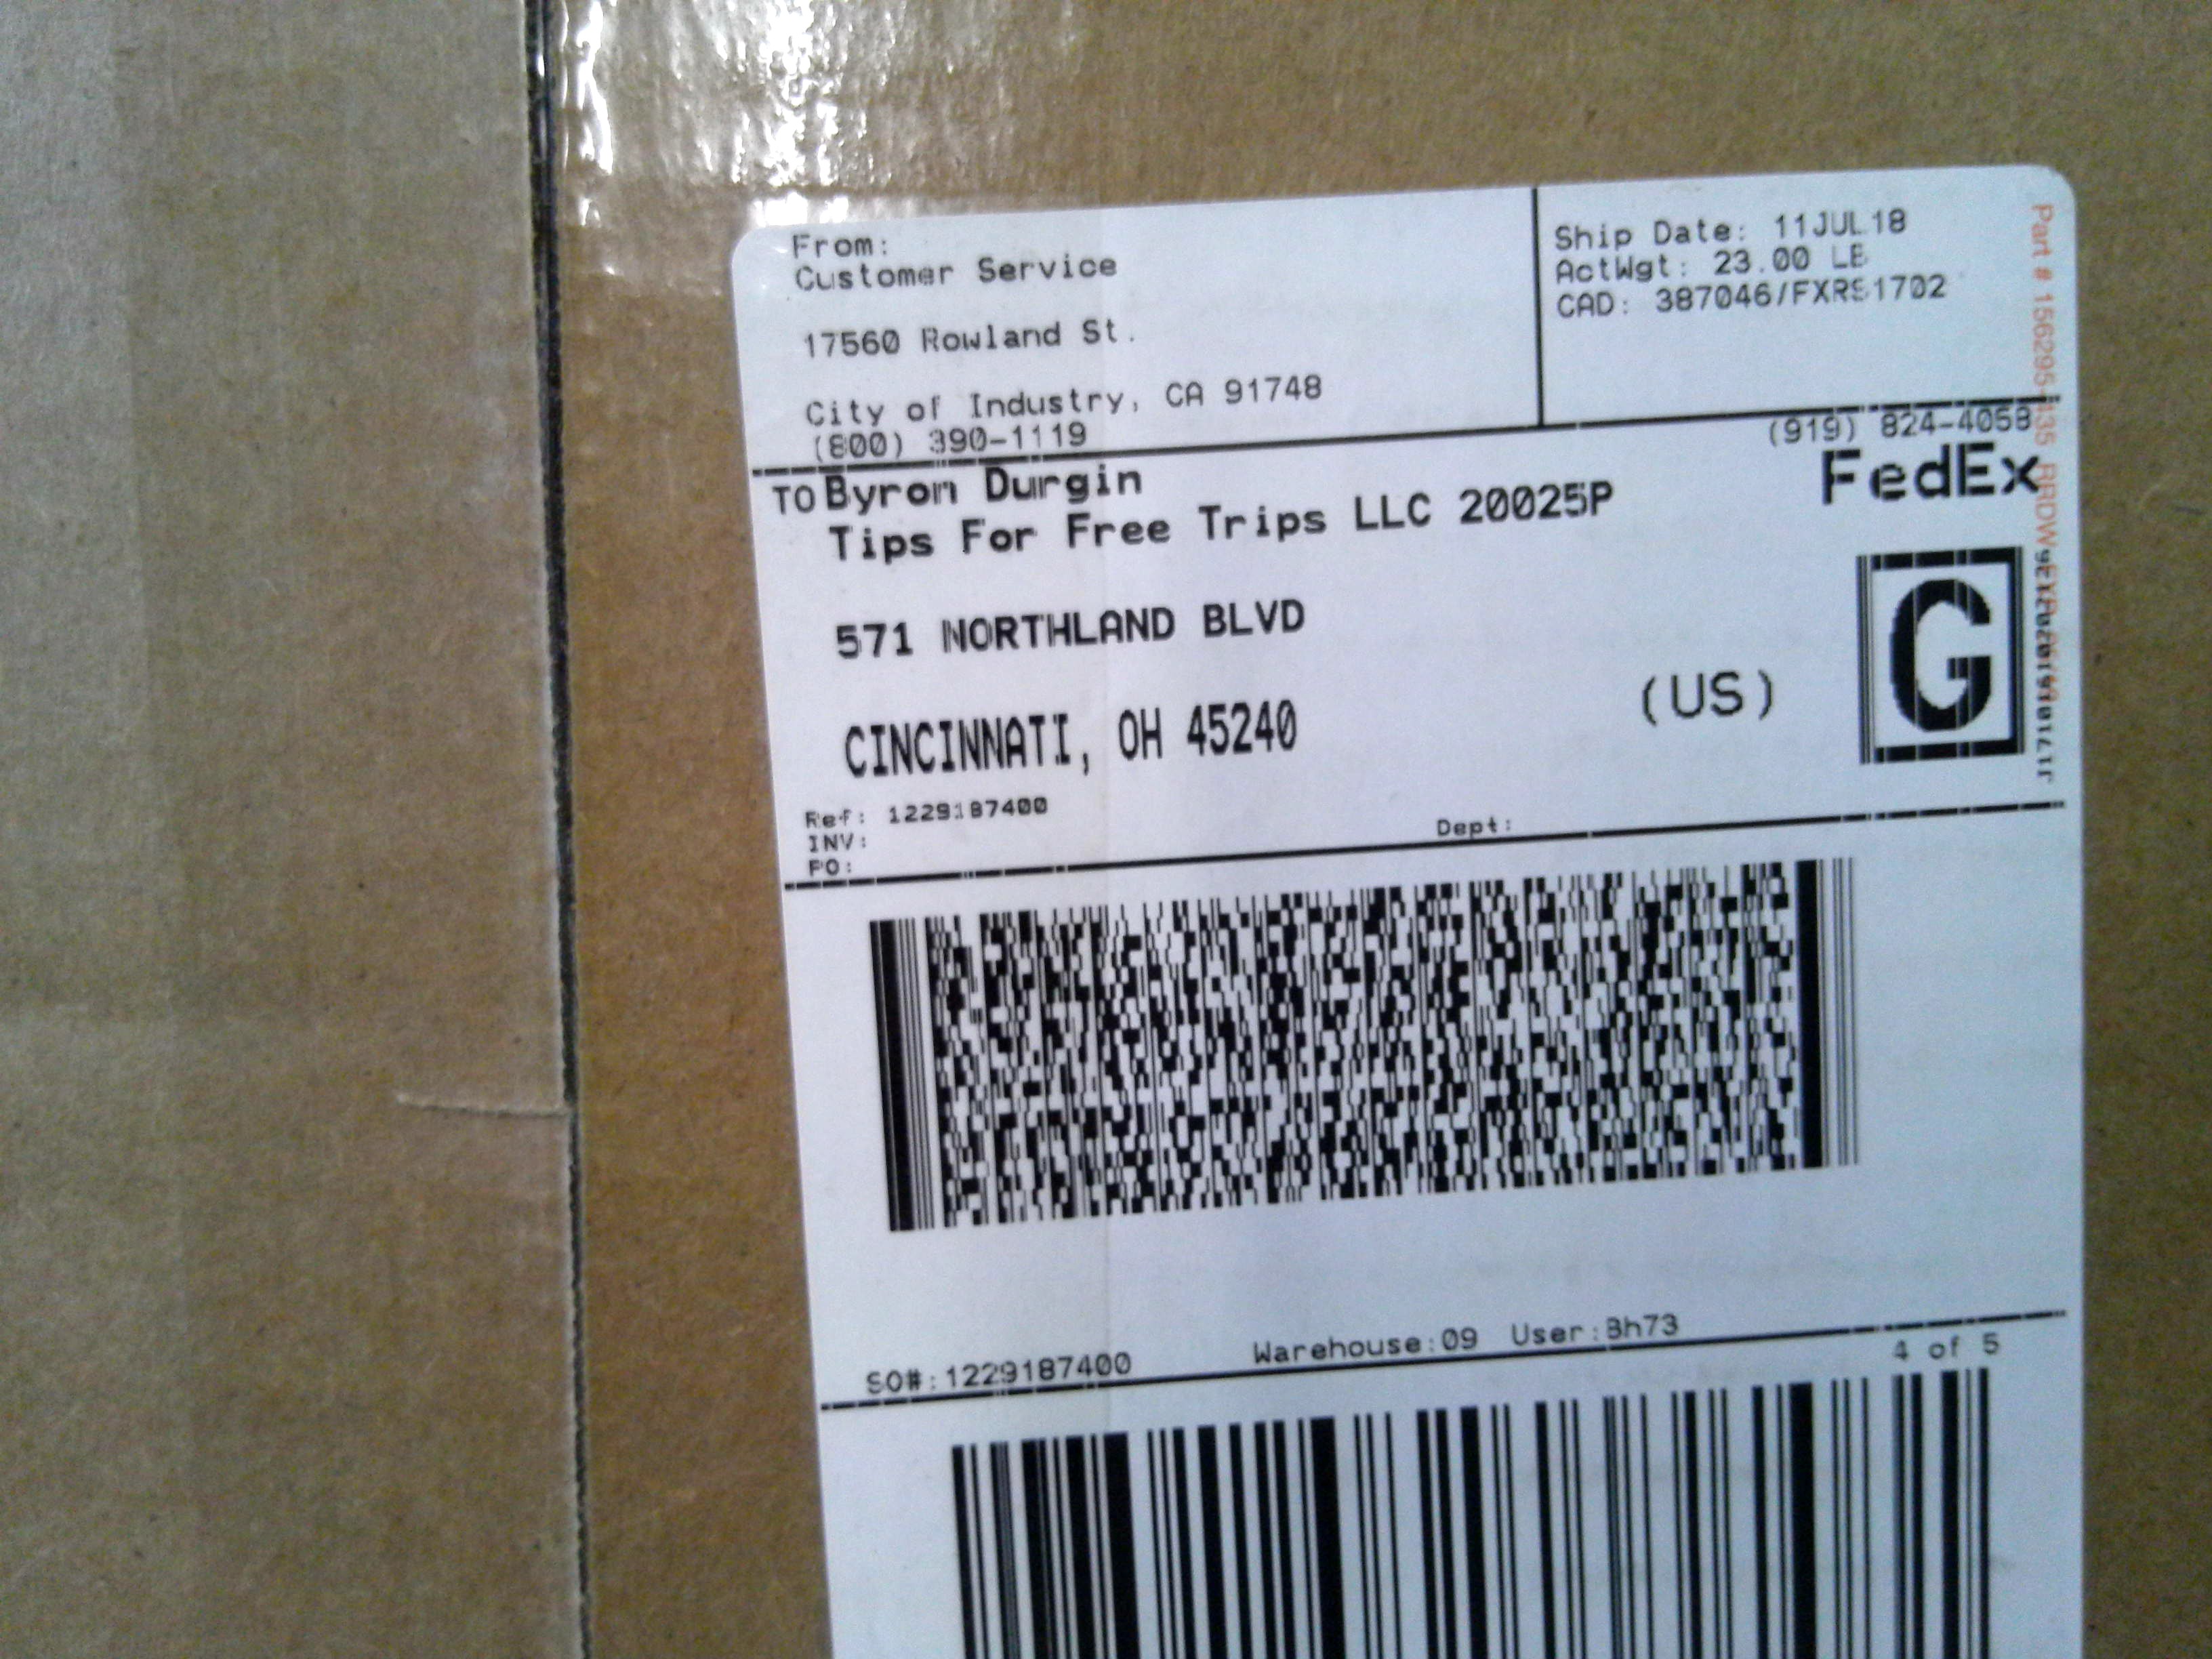 From:
Customer Service
17560 Rowland St.
City of Industry, CA 91748
(800) 390-1119
Ship Date: 11JUL18
ActWgt: 23.00 LB
CAD: 387046/FXRS1702
(919) 824-4058
TO Byron Durgin
Tips For Free Trips LLC 20025P
571 NORTHLAND BLVD
CINCINNATI, OH 45240
(US)
FedEx
G
Ref: 1229187400
INV:
PO:
Dept:
SO#:1229187400 Warehouse:09 User:Bh73
4 of 5
Part # 156295-435